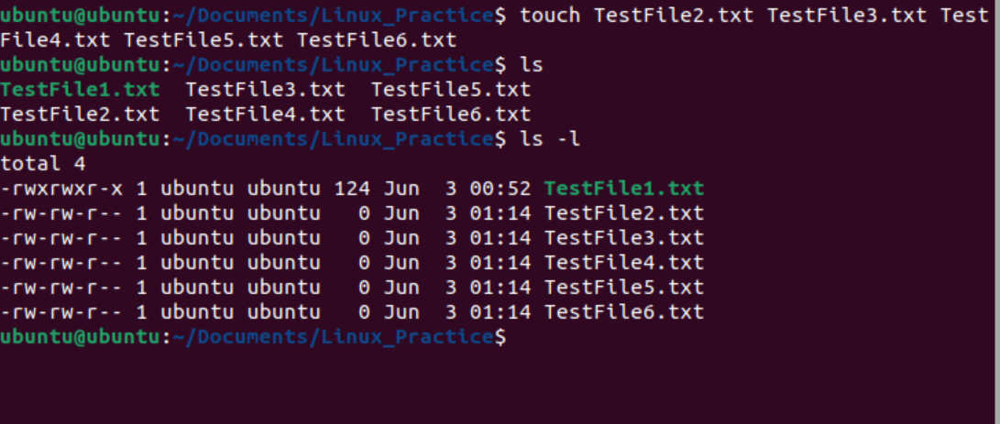 ubuntu@ubuntu:~/Documents/Linux_Practice$ touch TestFile2.txt TestFile3.txt Test
File4.txt TestFile5.txt TestFile6.txt
ubuntu@ubuntu:~/Documents/Linux_Practice$ ls
TestFile1.txt  TestFile3.txt  TestFile5.txt
TestFile2.txt  TestFile4.txt  TestFile6.txt
ubuntu@ubuntu:~/Documents/Linux_Practice$ ls -l
total 4
-rwxrwxr-x 1 ubuntu ubuntu 124 Jun  3 00:52 TestFile1.txt
-rw-rw-r-- 1 ubuntu ubuntu   0 Jun  3 01:14 TestFile2.txt
-rw-rw-r-- 1 ubuntu ubuntu   0 Jun  3 01:14 TestFile3.txt
-rw-rw-r-- 1 ubuntu ubuntu   0 Jun  3 01:14 TestFile4.txt
-rw-rw-r-- 1 ubuntu ubuntu   0 Jun  3 01:14 TestFile5.txt
-rw-rw-r-- 1 ubuntu ubuntu   0 Jun  3 01:14 TestFile6.txt
ubuntu@ubuntu:~/Documents/Linux_Practice$